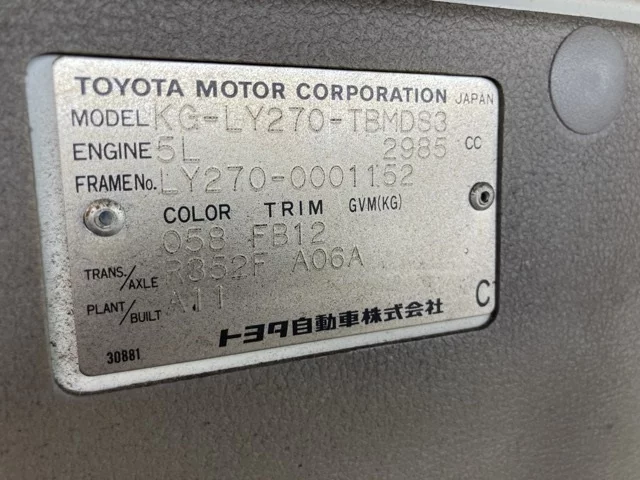 TOYOTA MOTOR CORPORATION JAPAN
MODEL KG-LY270-TBMDS3
ENGINE 5L 2985 CC
FRAME No. LY270-0001152
COLOR TRIM GVM(KG)
058 FB12
TRANS./AXLE R352F A06A
PLANT/BUILT A11
トヨタ自動車株式会社 C
30881